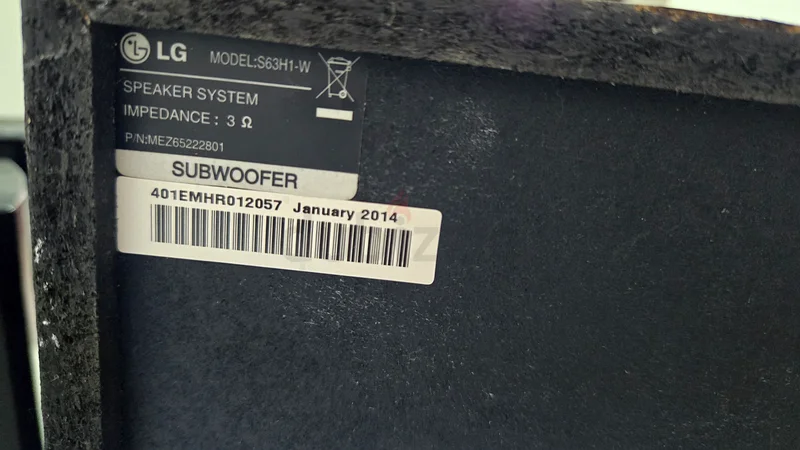 LG MODEL:S63H1-W
SPEAKER SYSTEM
IMPEDANCE : 3 Ω
P/N:MEZ65222801
SUBWOOFER
401EMHR012057 January 2014